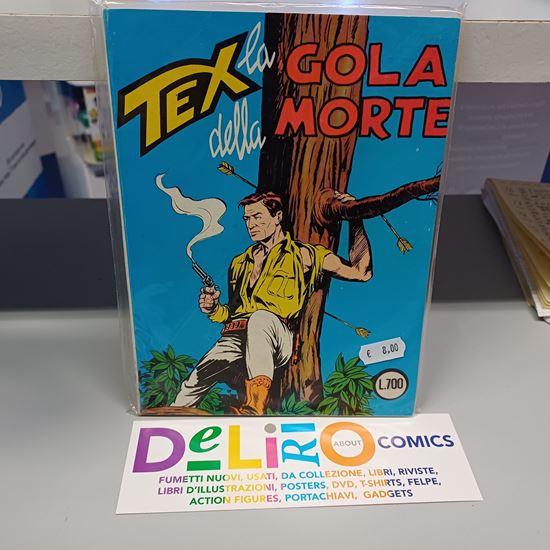 TEX la GOLA
della MORTE
€ 8.00
L.700
DeLiRO ABOUT COMICS
FUMETTI NUOVI, USATI, DA COLLEZIONE, LIBRI, RIVISTE,
LIBRI D'ILLUSTRAZIONI, POSTERS, DVD, T-SHIRTS, FELPE,
ACTION FIGURES, PORTACHIAVI, GADGETS